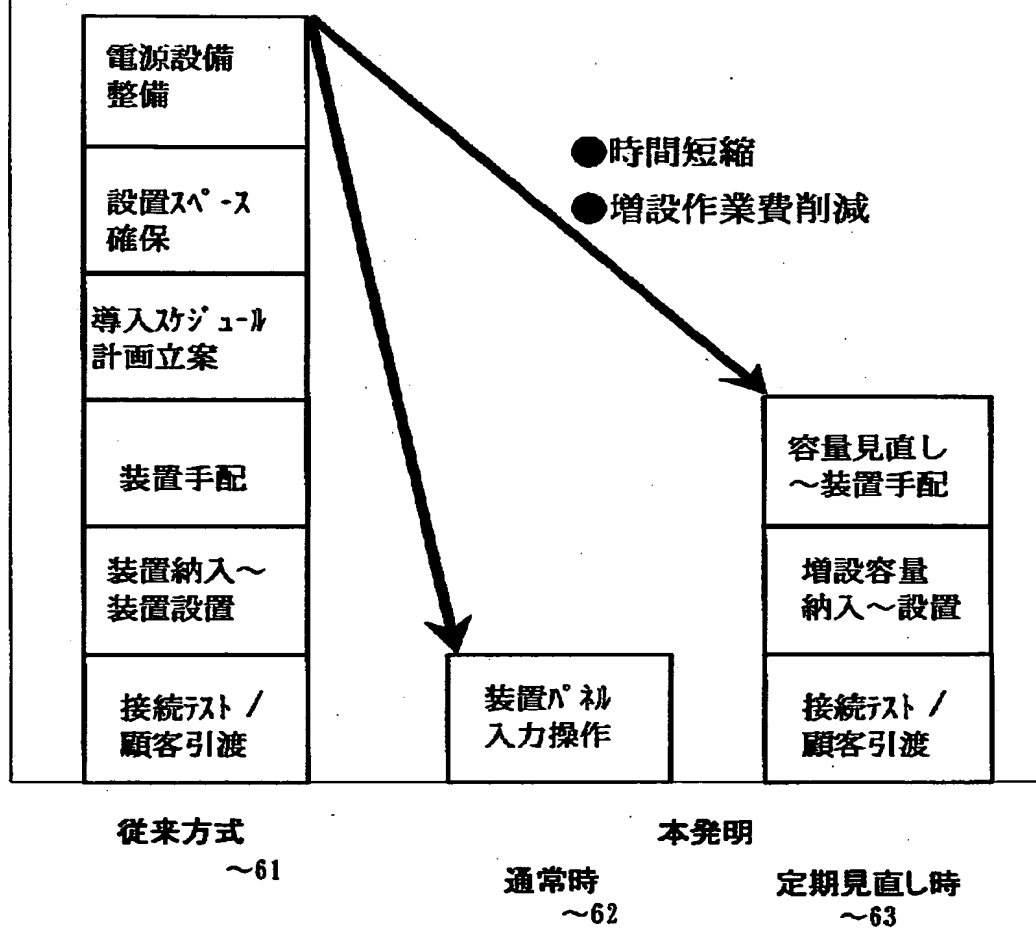 電源設備
整備
設置ｽﾍﾟｰｽ
確保
導入ｽｹｼﾞｭｰﾙ
計画立案
装置手配
装置納入～
装置設置
接続ﾃｽﾄ /
顧客引渡
●時間短縮
●増設作業費削減
装置ﾊﾟﾈﾙ
入力操作
容量見直し
～装置手配
増設容量
納入～設置
接続ﾃｽﾄ /
顧客引渡
従来方式
～61
本発明
通常時
～62
定期見直し時
～63